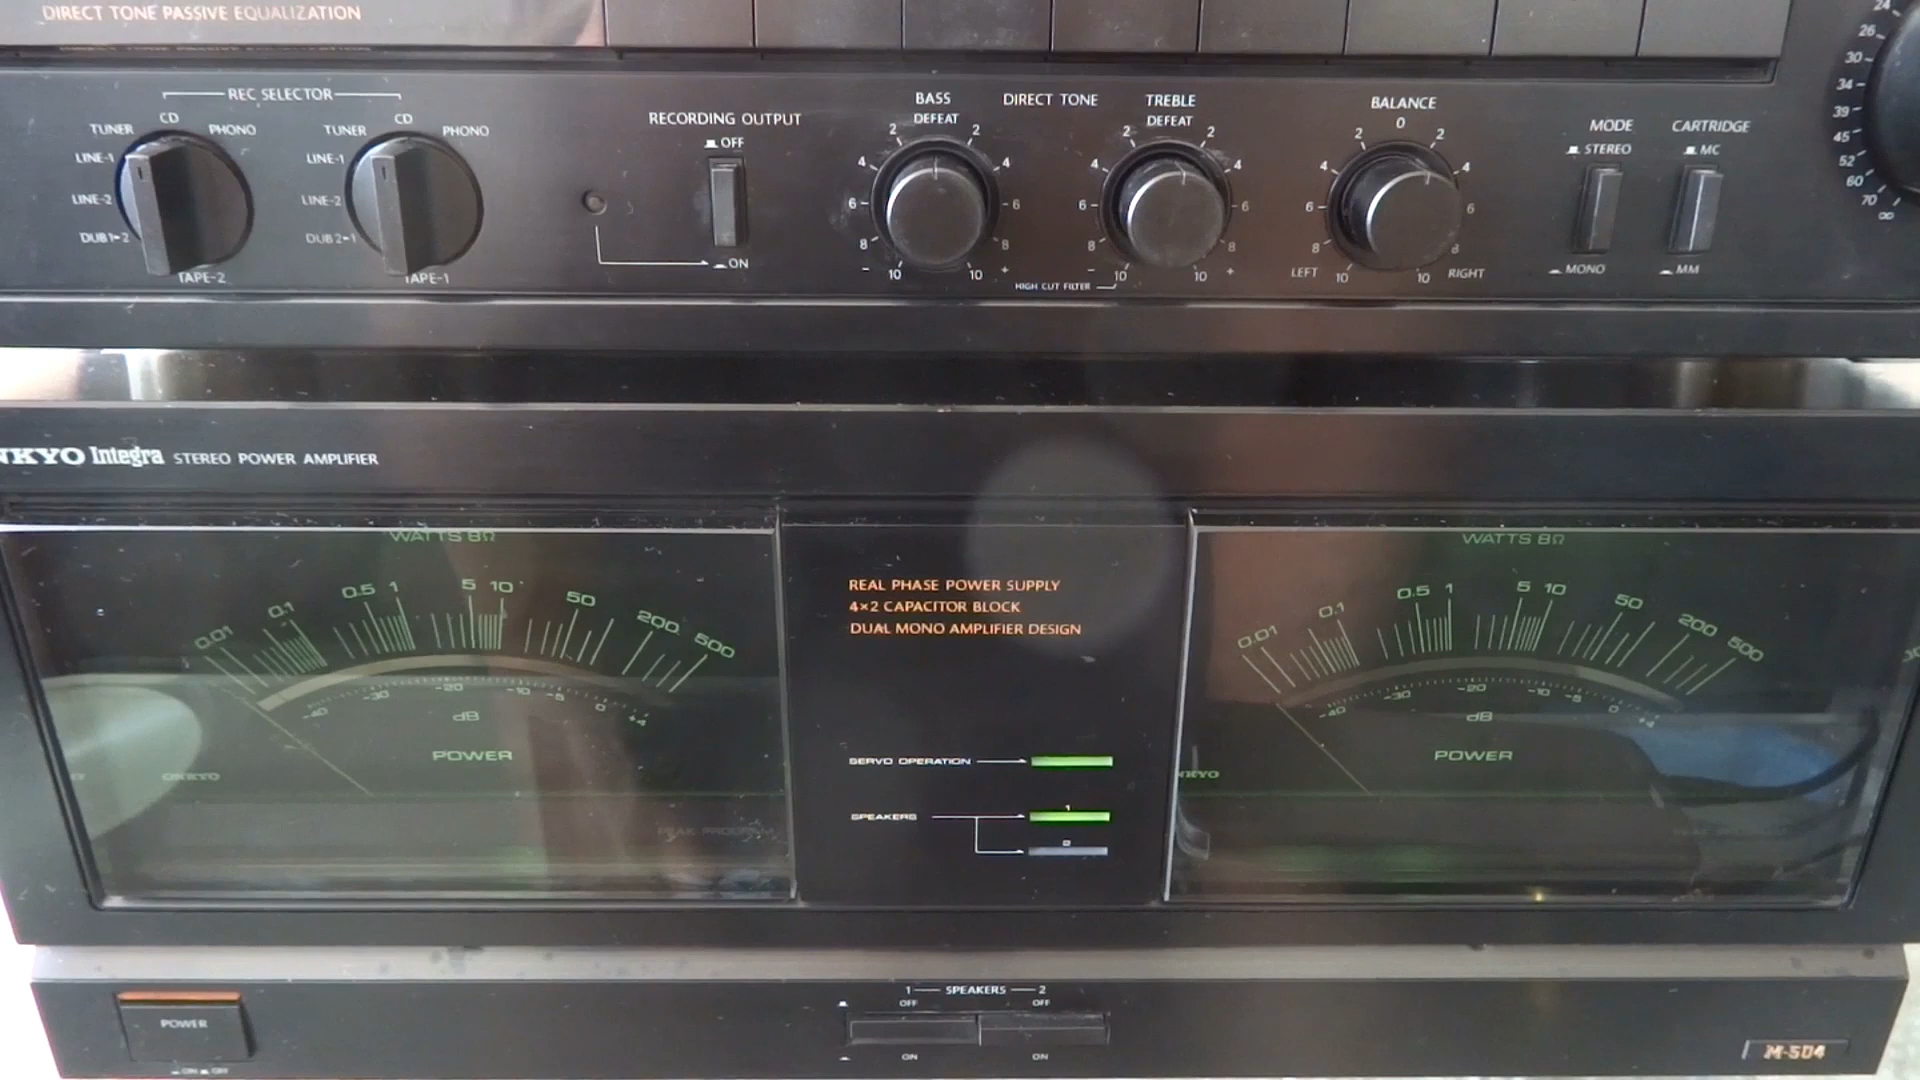 DIRECT TONE PASSIVE EQUALIZATION
REC SELECTOR
TUNER CD PHONO
LINE-1
LINE-2
DUB 1-2
TAPE-2
TUNER CD PHONO
LINE-1
LINE-2
DUB 2-1
TAPE-1
RECORDING OUTPUT
OFF
ON
BASS
DEFEAT
2 2
4 4
6 6
8 8
- +
10 10
DIRECT TONE
TREBLE
DEFEAT
2 2
4 4
6 6
8 8
- +
10 10
HIGH CUT FILTER
BALANCE
0
2 2
4 4
6 6
8 8
LEFT 10 10 RIGHT
MODE
STEREO
MONO
CARTRIDGE
MC
MM
24
26
30
34
39
45
52
60
70
∞
NKYO Integra STEREO POWER AMPLIFIER
WATTS 8Ω
0.01 0.1 0.5 1 5 10 50 200 500
-40 -30 -20 -10 -5 0 +4
dB
POWER
ONKYO
PEAK PROGRAM
REAL PHASE POWER SUPPLY
4×2 CAPACITOR BLOCK
DUAL MONO AMPLIFIER DESIGN
SERVO OPERATION
SPEAKERS
1
2
WATTS 8Ω
0.01 0.1 0.5 1 5 10 50 200 500
-40 -30 -20 -10 -5 0 +4
dB
POWER
NKYO
POWER
ON OFF
1 SPEAKERS 2
OFF OFF
ON ON
M-504